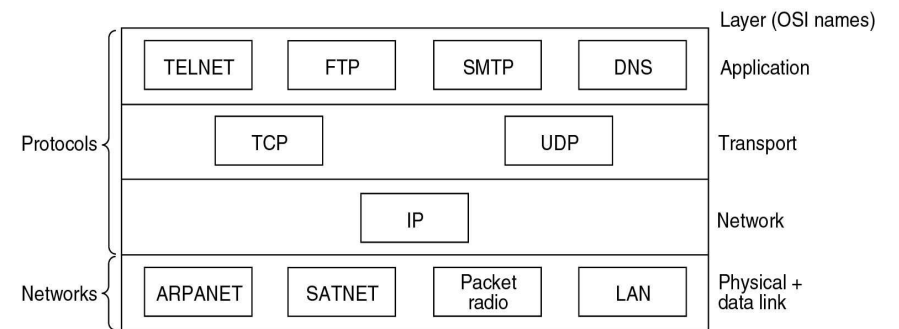 Layer (OSI names)
TELNET FTP SMTP DNS Application
Protocols TCP UDP Transport
IP Network
Networks ARPANET SATNET Packet radio LAN Physical + data link